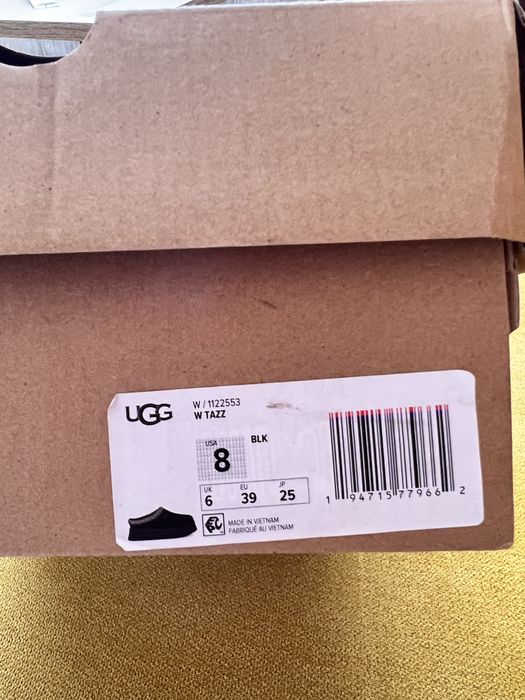 UGG
W / 1122553
W TAZZ
BLK
USA
8
UK EU JP
6 39 25
MADE IN VIETNAM
FABRIQUÉ AU VIETNAM
1 94715 77966 2